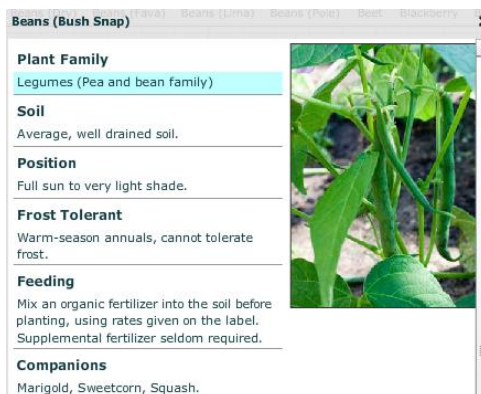 Beans (Dry) Beans (Fava) Beans (Lima) Beans (Pole) Beet Blackberry
Beans (Bush Snap)
Plant Family
Legumes (Pea and bean family)
Soil
Average, well drained soil.
Position
Full sun to very light shade.
Frost Tolerant
Warm-season annuals, cannot tolerate
frost.
Feeding
Mix an organic fertilizer into the soil before
planting, using rates given on the label.
Supplemental fertilizer seldom required.
Companions
Marigold, Sweetcorn, Squash.